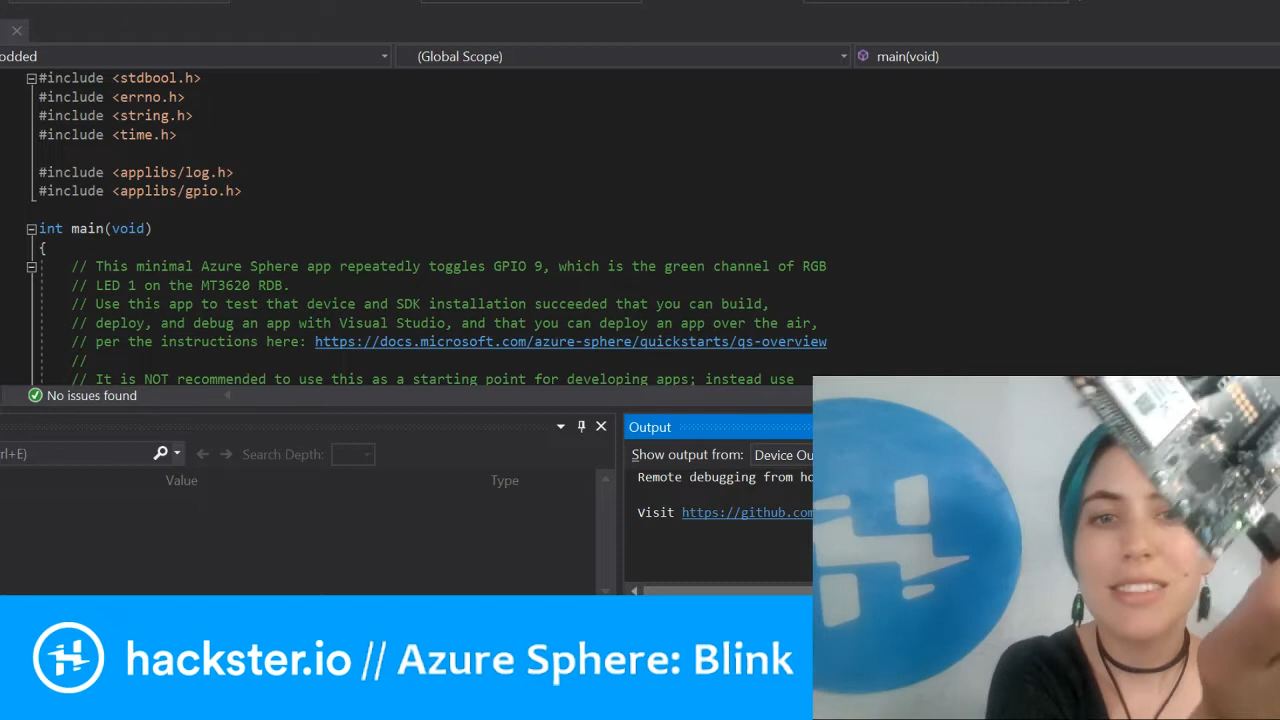 odded
(Global Scope)
main(void)
#include <stdbool.h>
#include <errno.h>
#include <string.h>
#include <time.h>
#include <applibs/log.h>
#include <applibs/gpio.h>
int main(void)
{
// This minimal Azure Sphere app repeatedly toggles GPIO 9, which is the green channel of RGB
// LED 1 on the MT3620 RDB.
// Use this app to test that device and SDK installation succeeded that you can build,
// deploy, and debug an app with Visual Studio, and that you can deploy an app over the air,
// per the instructions here: https://docs.microsoft.com/azure-sphere/quickstarts/qs-overview
//
// It is NOT recommended to use this as a starting point for developing apps; instead use
No issues found
rl+E)
Search Depth:
Value
Type
Output
Show output from: Device Ou
Remote debugging from ho
Visit https://github.com
hackster.io // Azure Sphere: Blink